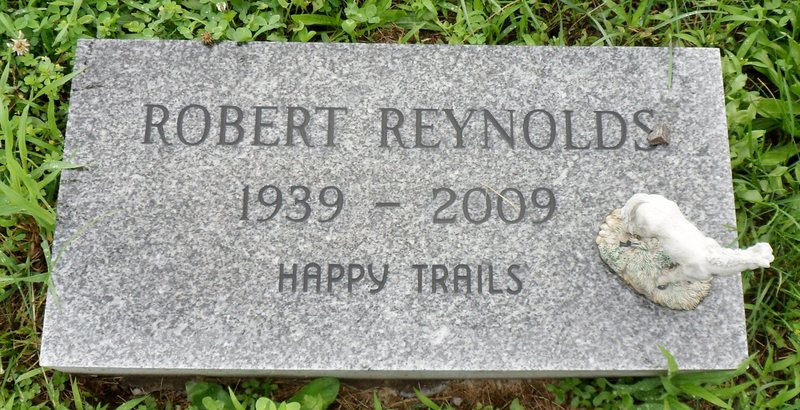 ROBERT REYNOLDS
1939 - 2009
HAPPY TRAILS